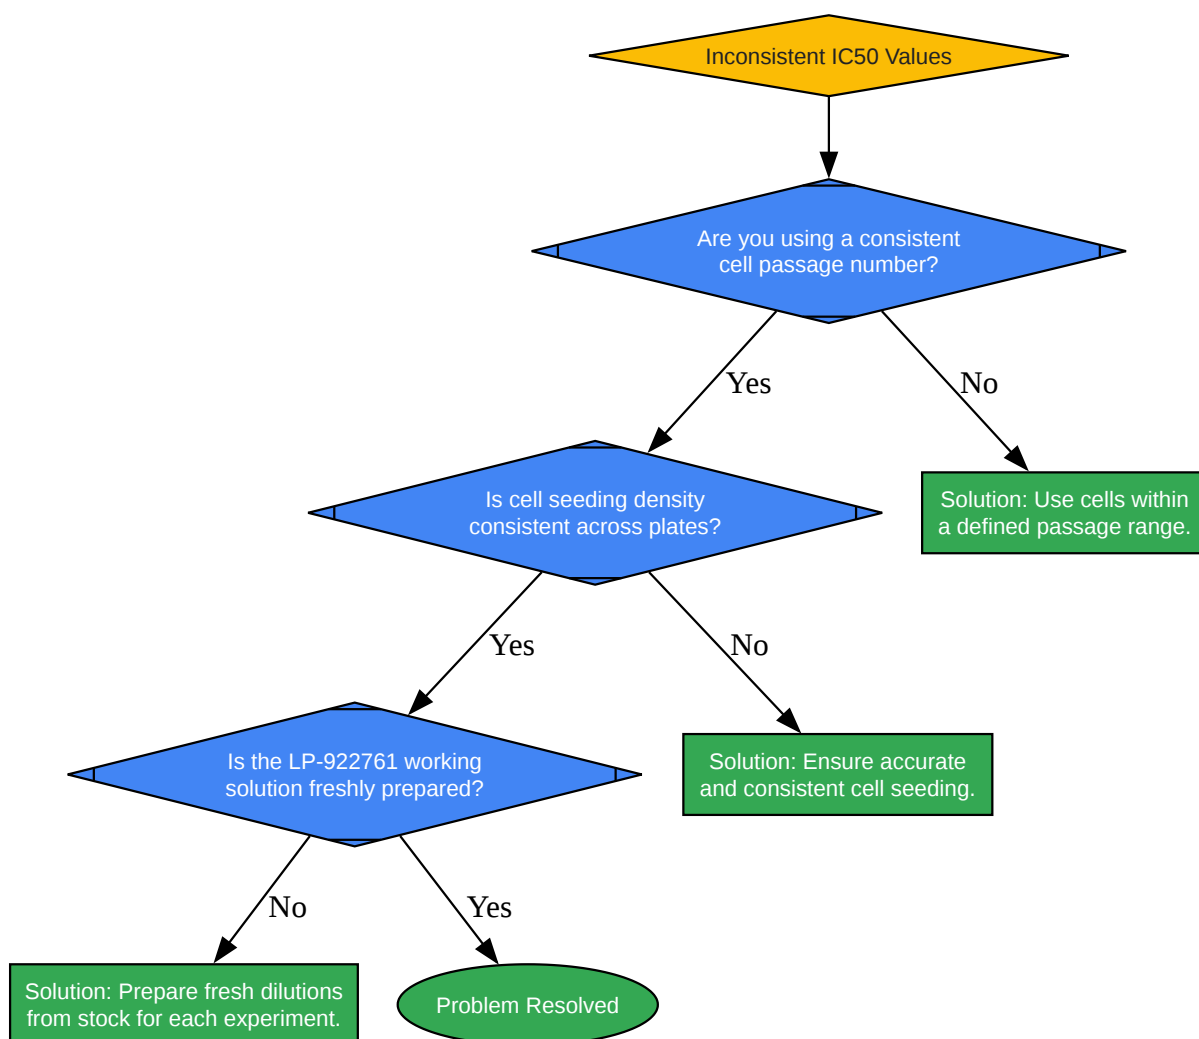 Inconsistent IC50 Values
Are you using a consistent
cell passage number?
Yes
No
Is cell seeding density
consistent across plates?
Solution: Use cells within
a defined passage range.
Yes
No
Is the LP-922761 working
solution freshly prepared?
Solution: Ensure accurate
and consistent cell seeding.
No
Yes
Solution: Prepare fresh dilutions
from stock for each experiment.
Problem Resolved